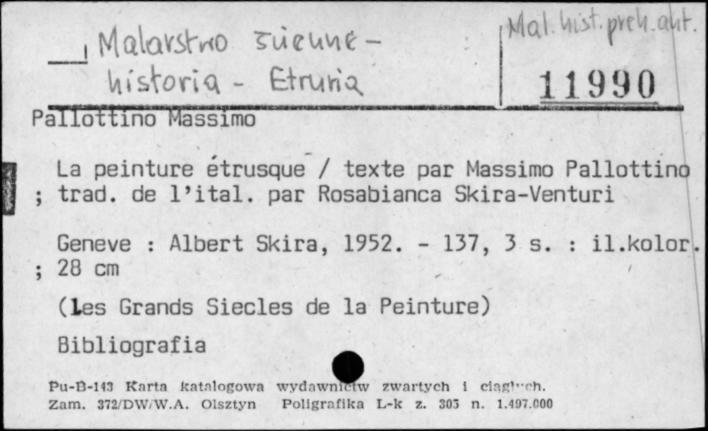 Malarstwo ścienne -
historia - Etruria
Mal. hist. preh. ant.
11990
Pallottino Massimo
La peinture étrusque / texte par Massimo Pallottino
; trad. de l'ital. par Rosabianca Skira-Venturi
Geneve : Albert Skira, 1952. - 137, 3 s. : il.kolor.
; 28 cm
(Les Grands Siecles de la Peinture)
Bibliografia
Pu-B-143 Karta katalogowa wydawnictw zwartych i ciągłych.
Zam. 372/DW/W.A. Olsztyn Poligrafika L-k z. 305 n. 1.497.000